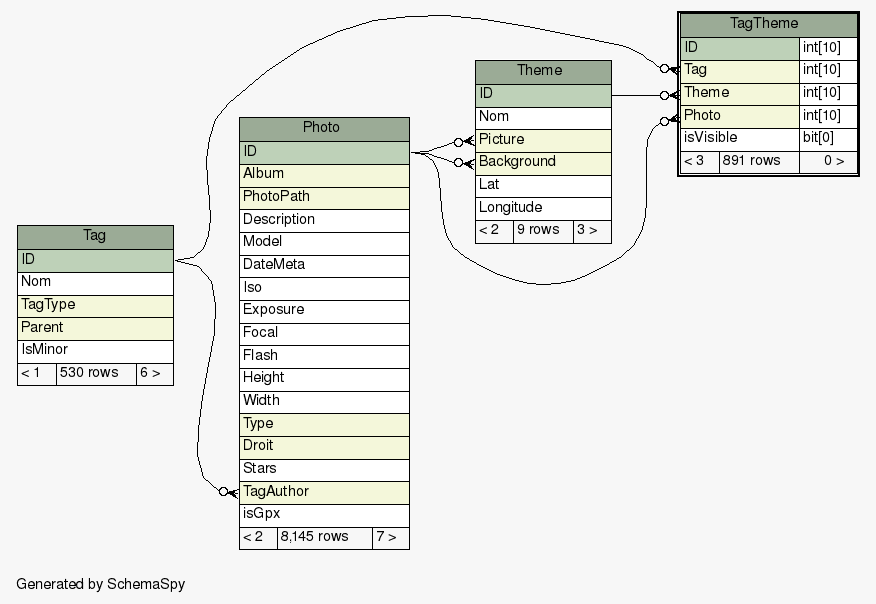 TagTheme
ID int[10]
Tag int[10]
Theme int[10]
Photo int[10]
isVisible bit[0]
< 3 891 rows 0 >
Theme
ID
Nom
Picture
Background
Lat
Longitude
< 2 9 rows 3 >
Photo
ID
Album
PhotoPath
Description
Model
DateMeta
Iso
Exposure
Focal
Flash
Height
Width
Type
Droit
Stars
TagAuthor
isGpx
< 2 8,145 rows 7 >
Tag
ID
Nom
TagType
Parent
IsMinor
< 1 530 rows 6 >
Generated by SchemaSpy